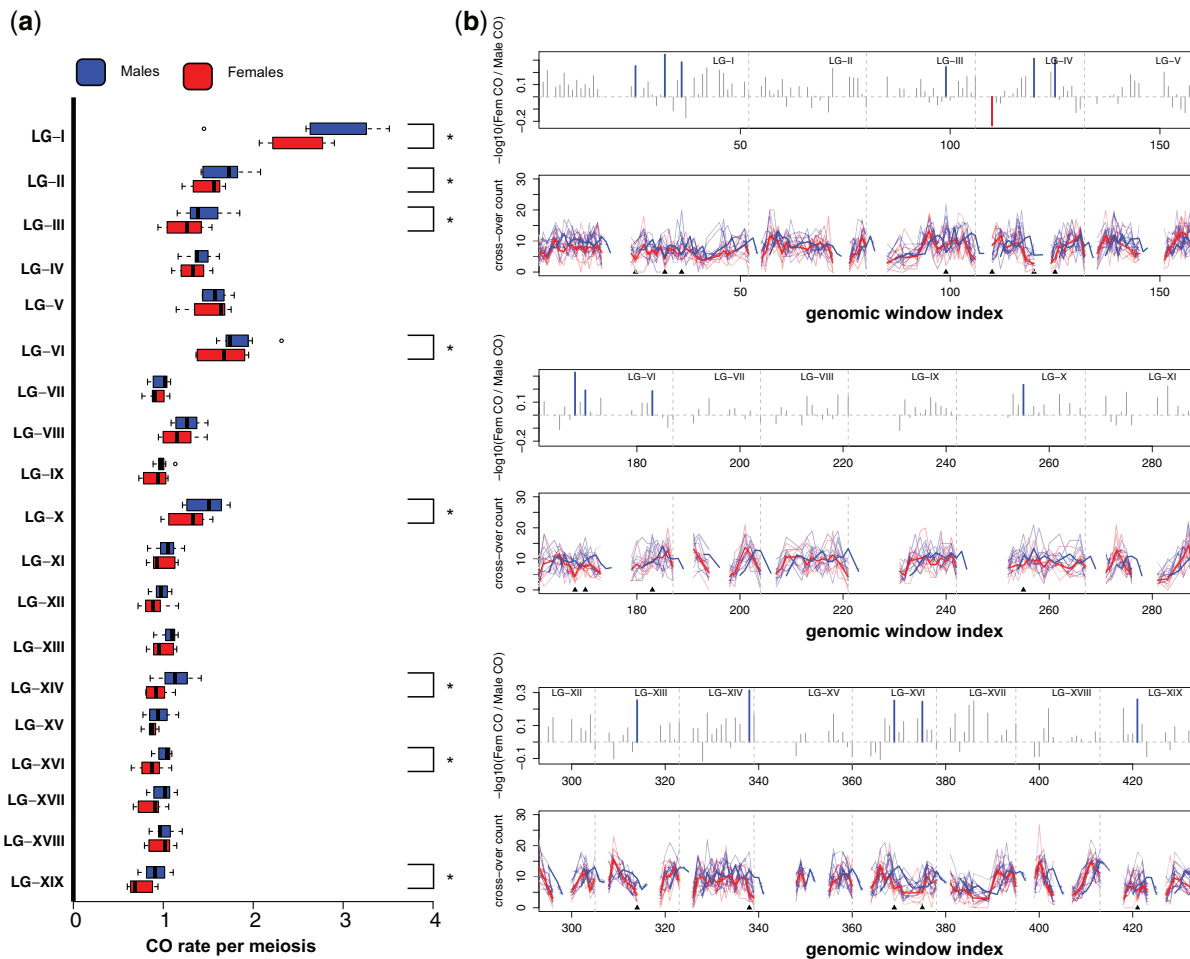 (a)
Males
Females
LG–I
*
LG–II
*
LG–III
*
LG–IV
LG–V
LG–VI
*
LG–VII
LG–VIII
LG–IX
LG–X
*
LG–XI
LG–XII
LG–XIII
LG–XIV
*
LG–XV
LG–XVI
*
LG–XVII
LG–XVIII
LG–XIX
*
0 1 2 3 4
CO rate per meiosis
(b)
−log10(Fem CO / Male CO)
0.1
−0.2
LG–I LG–II LG–III LG–IV LG–V
50 100 150
cross−over count
0 10 20 30
50 100 150
genomic window index
−log10(Fem CO / Male CO)
0.1
−0.2
LG–VI LG–VII LG–VIII LG–IX LG–X LG–XI
180 200 220 240 260 280
cross−over count
0 10 20 30
180 200 220 240 260 280
genomic window index
−log10(Fem CO / Male CO)
−0.1 0.1 0.3
LG–XII LG–XIII LG–XIV LG–XV LG–XVI LG–XVII LG–XVIII LG–XIX
300 320 340 360 380 400 420
cross−over count
0 10 20 30
300 320 340 360 380 400 420
genomic window index